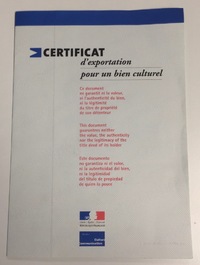 CERTIFICAT
d'exportation
pour un bien culturel
Ce document
ne garantit ni la valeur,
ni l'authenticité du bien,
ni la légitimité
du titre de propriété
de son détenteur
This document
guarantees neither
the value, the authenticity
nor the legitimacy of the
title deed of its holder
Este documento
no garantiza ni el valor,
ni la autenticidad del bien,
ni la legitimidad
del título de propiedad
de quien lo posee